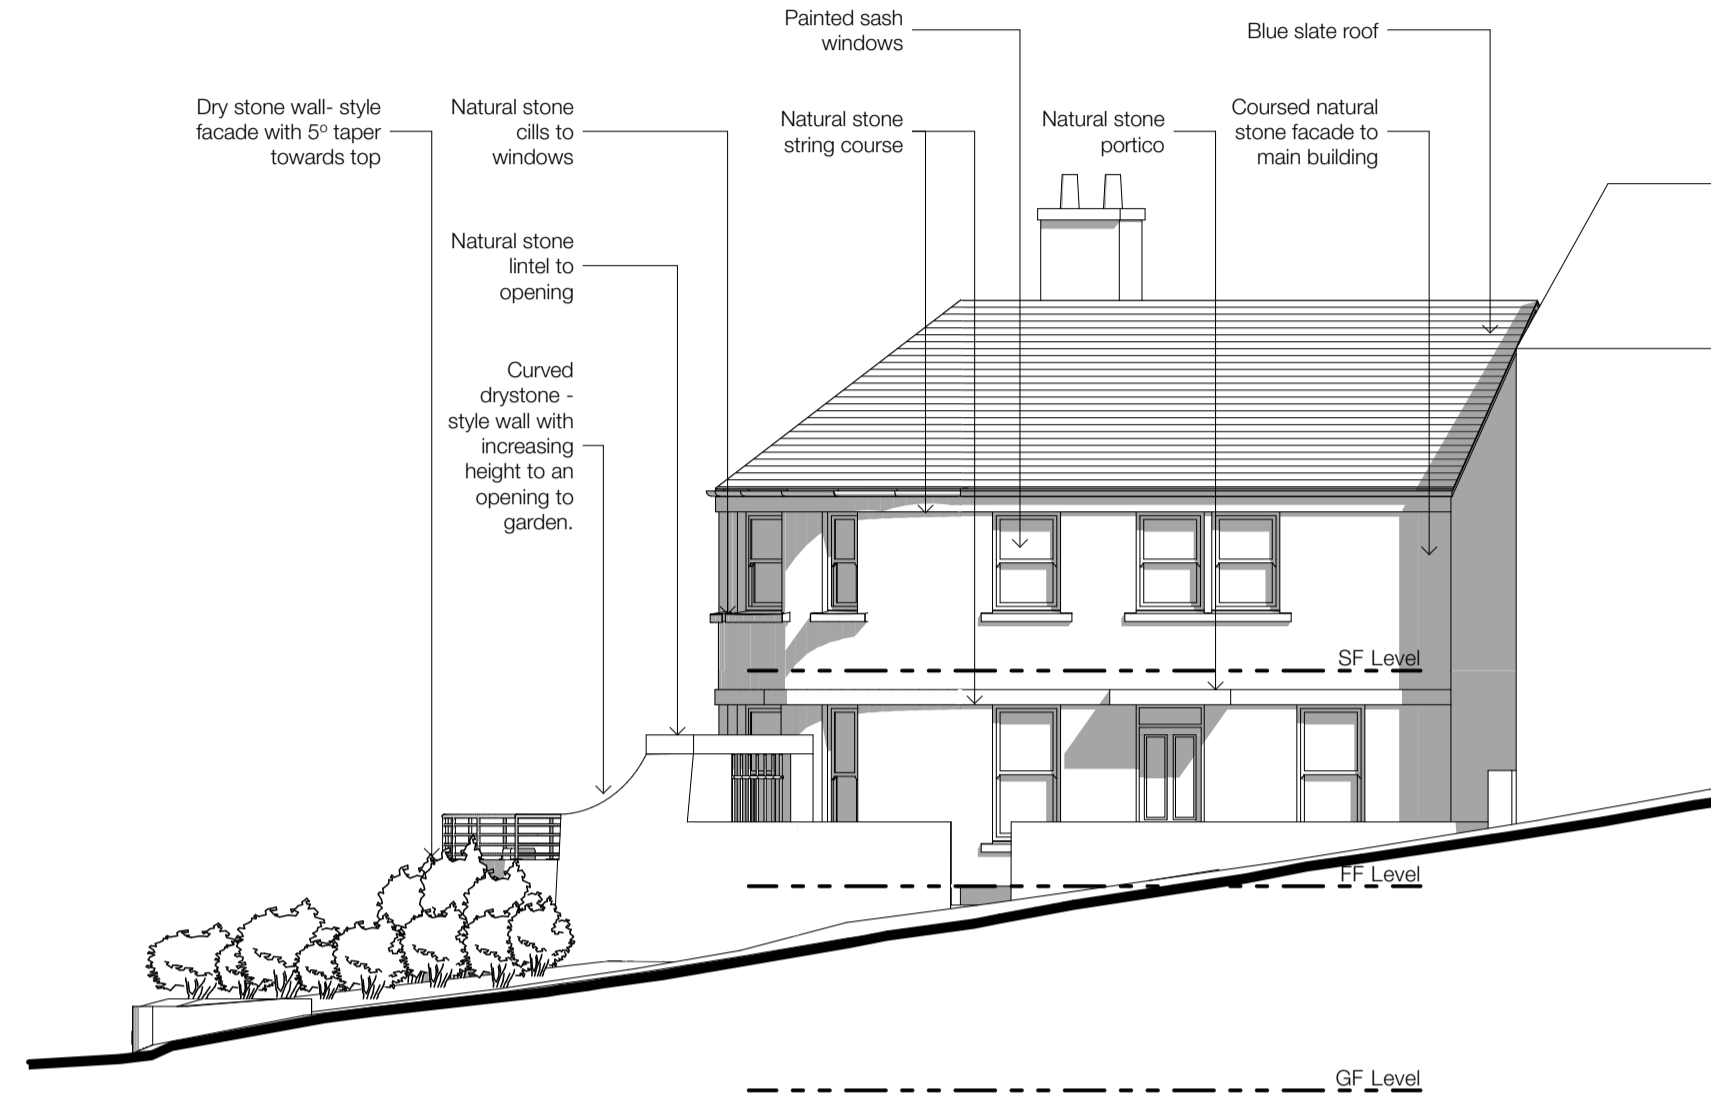 Painted sash
windows
Blue slate roof
Dry stone wall- style
facade with 5º taper
towards top
Natural stone
cills to
windows
Natural stone
string course
Natural stone
portico
Coursed natural
stone facade to
main building
Natural stone
lintel to
opening
Curved
drystone -
style wall with
increasing
height to an
opening to
garden.
SF Level
FF Level
GF Level